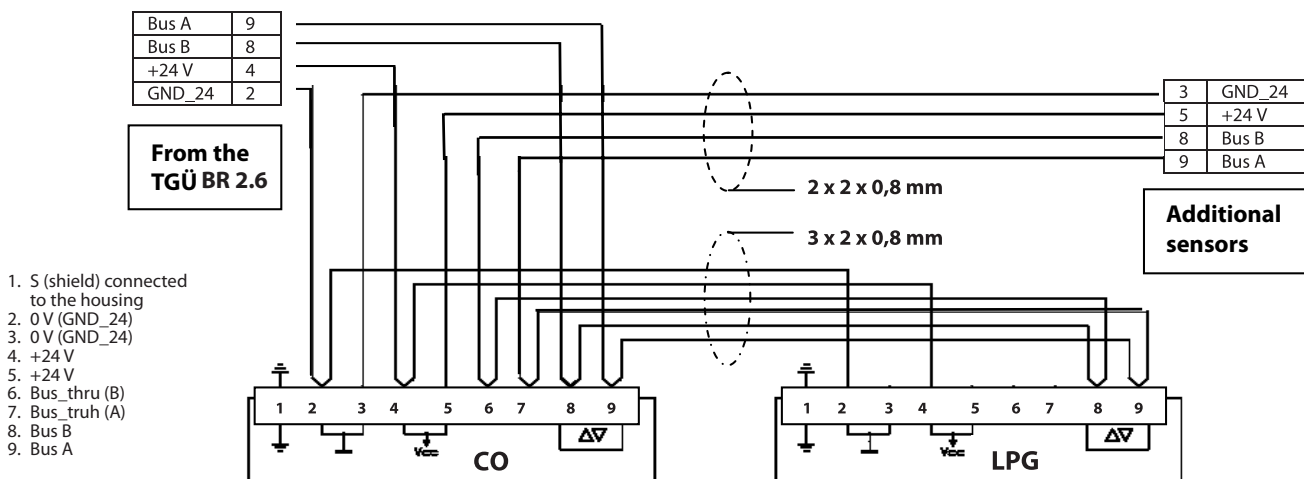 Bus A 9
Bus B 8
+24 V 4
GND_24 2
From the
TGÜ BR 2.6
3 GND_24
5 +24 V
8 Bus B
9 Bus A
Additional
sensors
2 x 2 x 0,8 mm
3 x 2 x 0,8 mm
1. S (shield) connected
to the housing
2. 0 V (GND_24)
3. 0 V (GND_24)
4. +24 V
5. +24 V
6. Bus_thru (B)
7. Bus_truh (A)
8. Bus B
9. Bus A
1 2 3 4 5 6 7 8 9
Vcc
CO
1 2 3 4 5 6 7 8 9
Vcc
LPG